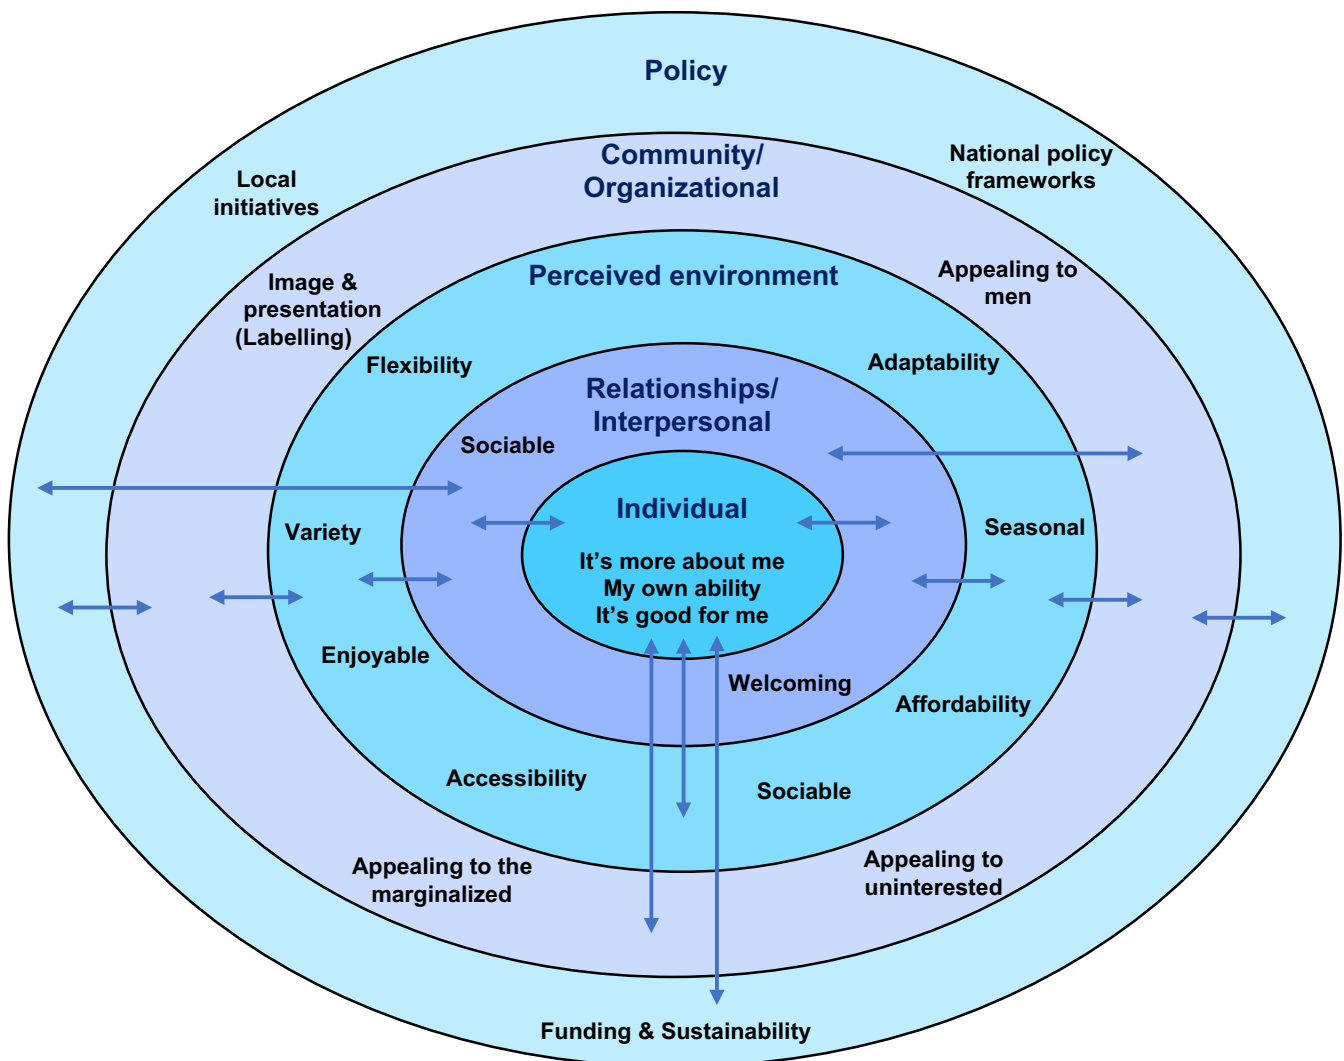 Policy
Local
initiatives
National policy
frameworks
Community/
Organizational
Image &
presentation
(Labelling)
Appealing to
men
Perceived environment
Flexibility
Adaptability
Relationships/
Interpersonal
Sociable
Individual
It’s more about me
My own ability
It’s good for me
Variety
Seasonal
Enjoyable
Welcoming
Affordability
Accessibility
Sociable
Appealing to the
marginalized
Appealing to
uninterested
Funding & Sustainability